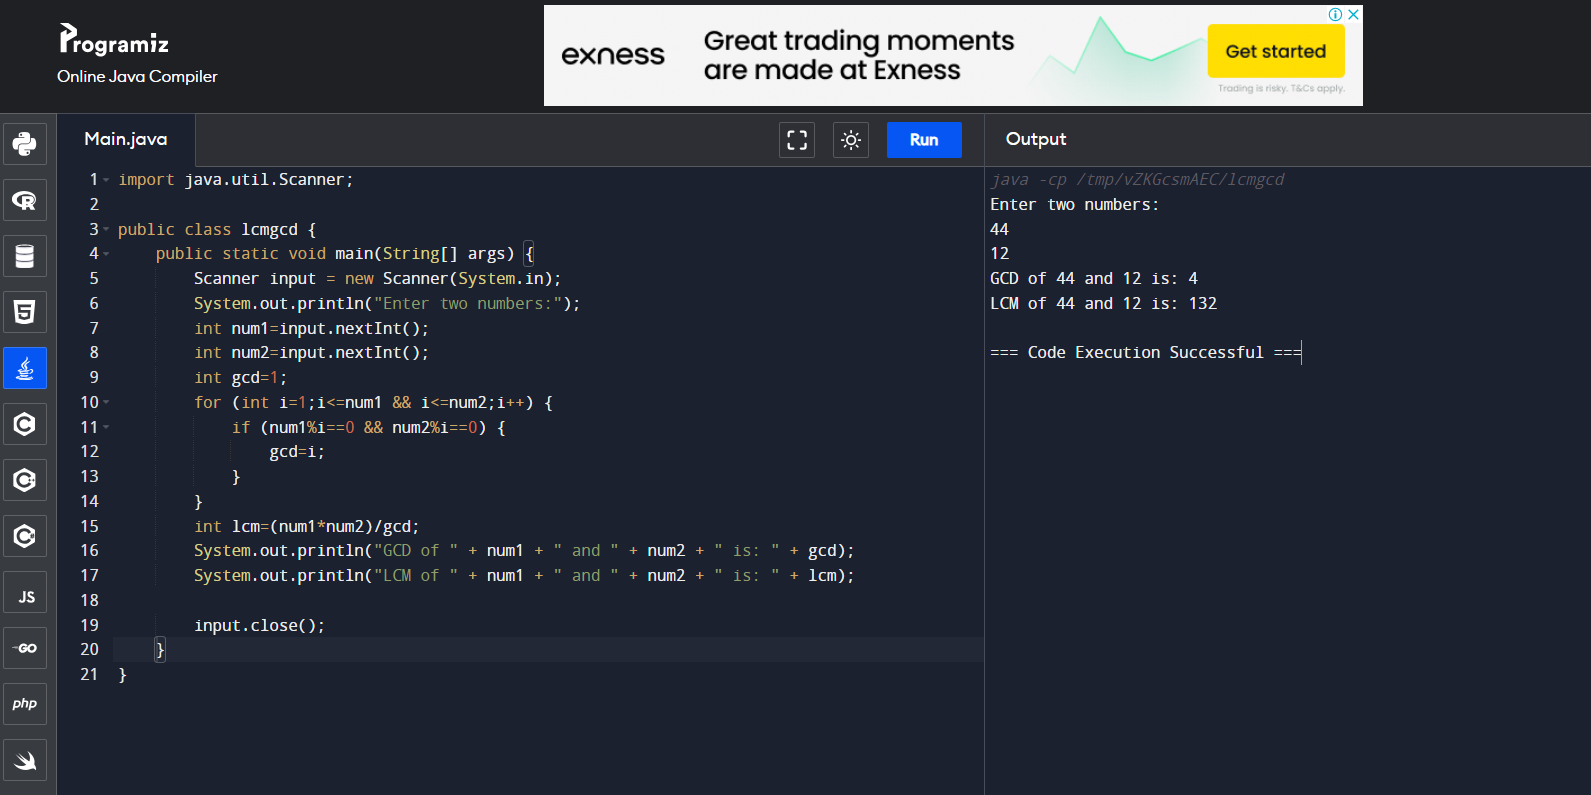 Programiz
Online Java Compiler
exness
Great trading moments
are made at Exness
Get started
Trading is risky. T&Cs apply.
Main.java
Run
Output
1 import java.util.Scanner;
2
3 public class lcmgcd {
4     public static void main(String[] args) {
5         Scanner input = new Scanner(System.in);
6         System.out.println("Enter two numbers:");
7         int num1=input.nextInt();
8         int num2=input.nextInt();
9         int gcd=1;
10         for (int i=1;i<=num1 && i<=num2;i++) {
11             if (num1%i==0 && num2%i==0) {
12                 gcd=i;
13             }
14         }
15         int lcm=(num1*num2)/gcd;
16         System.out.println("GCD of " + num1 + " and " + num2 + " is: " + gcd);
17         System.out.println("LCM of " + num1 + " and " + num2 + " is: " + lcm);
18
19         input.close();
20     }
21 }
java -cp /tmp/vZKGcsmAEC/lcmgcd
Enter two numbers:
44
12
GCD of 44 and 12 is: 4
LCM of 44 and 12 is: 132
=== Code Execution Successful ===
R
5
C
C
C
JS
GO
php